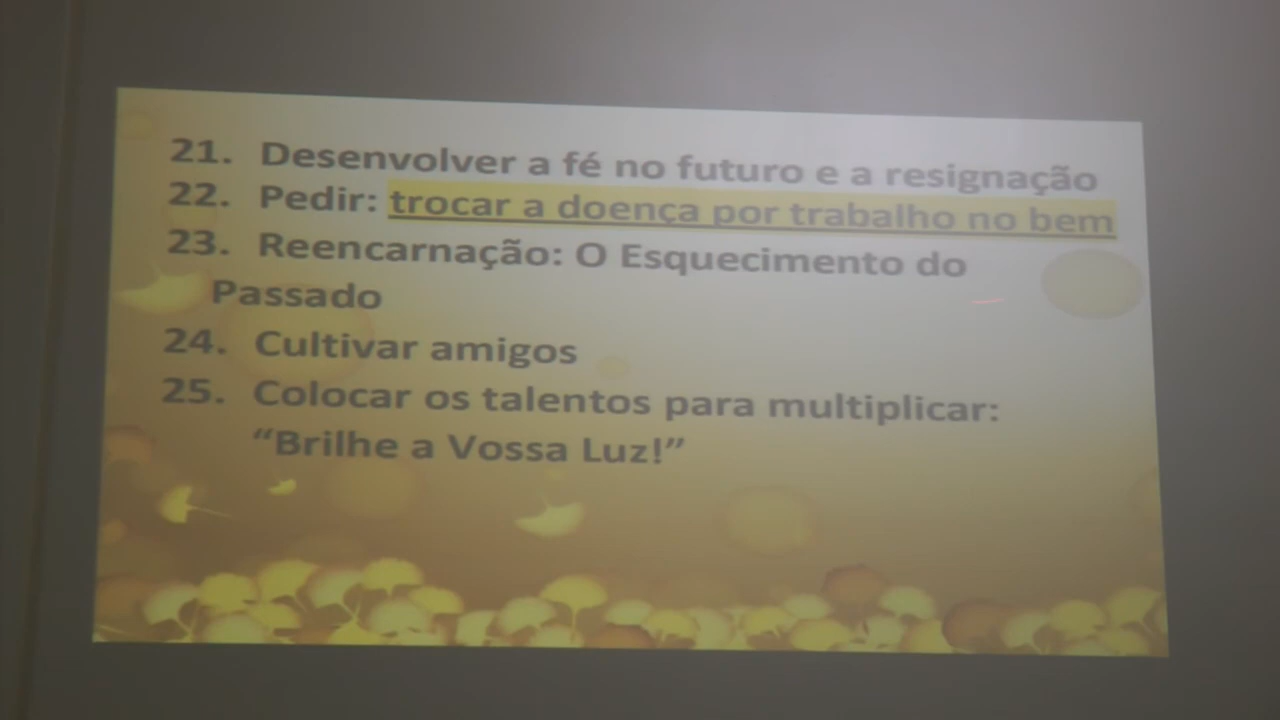 21. Desenvolver a fé no futuro e a resignação
22. Pedir: trocar a doença por trabalho no bem
23. Reencarnação: O Esquecimento do
Passado
24. Cultivar amigos
25. Colocar os talentos para multiplicar:
“Brilhe a Vossa Luz!”